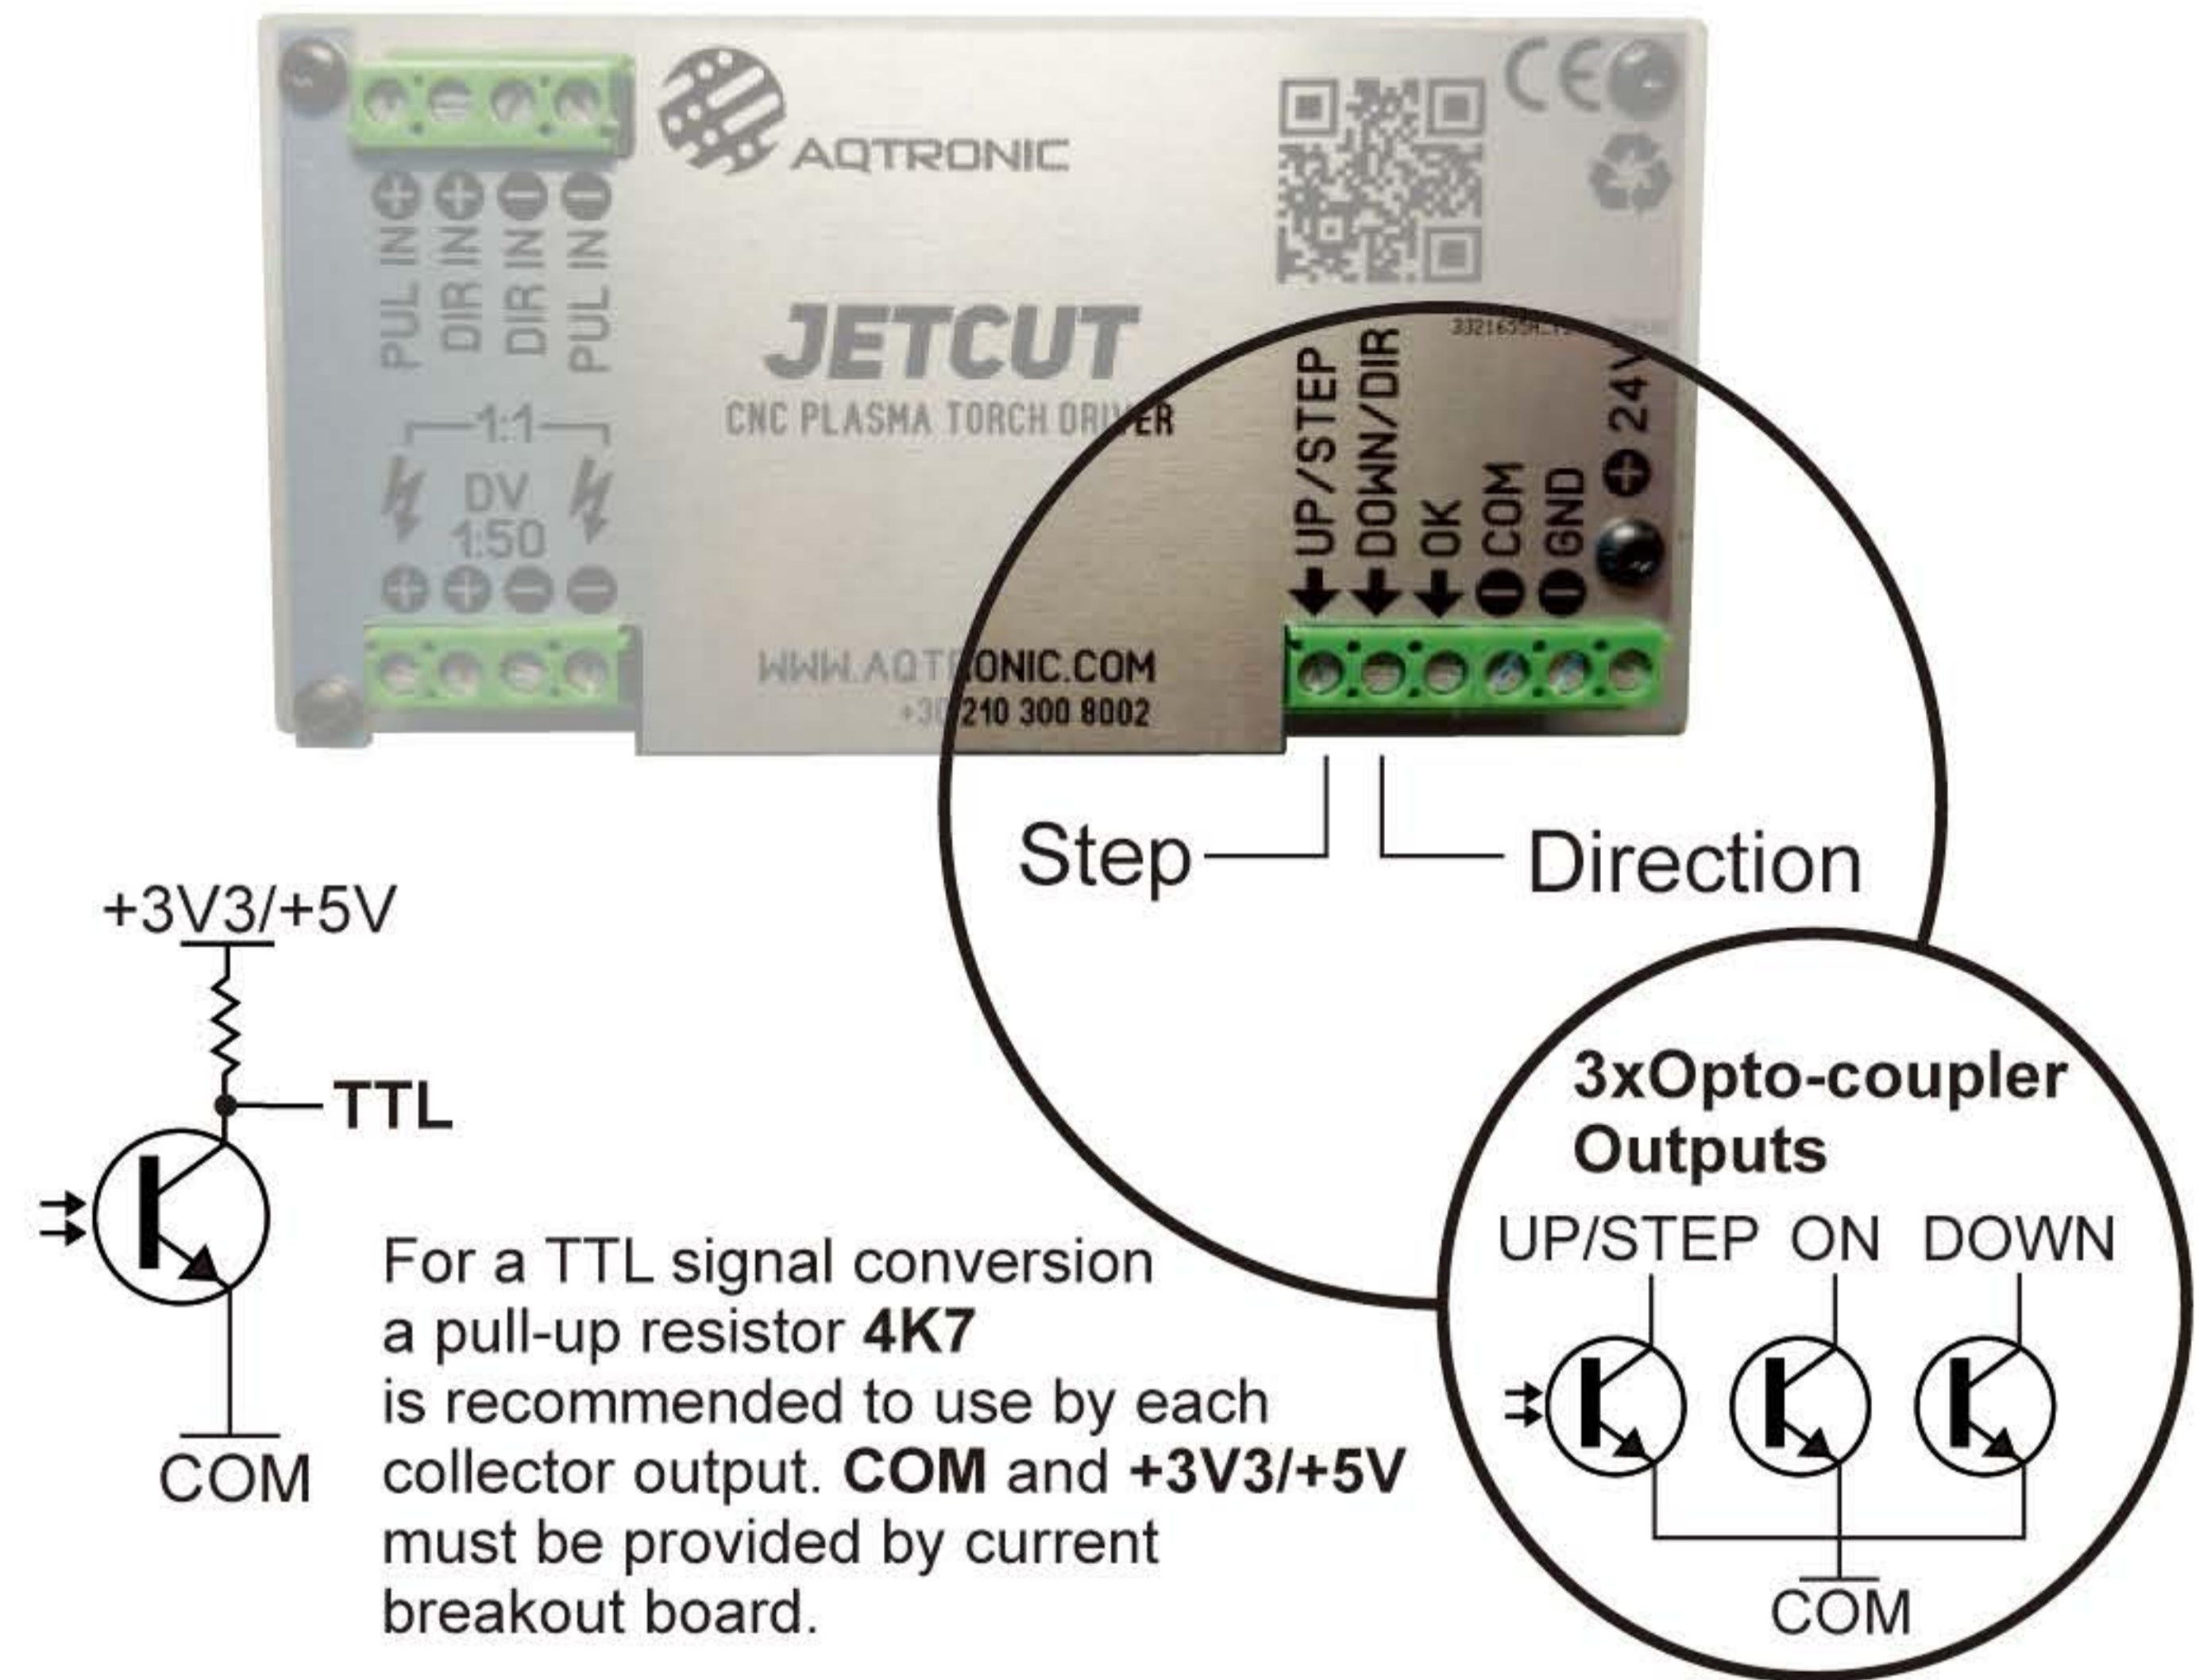 AQTRONIC
CE
PUL IN
DIR IN
DIR IN
PUL IN
JETCUT
CNC PLASMA TORCH DRIVER
1:1
DV
1:50
UP/STEP
DOWN/DIR
OK
COM
GND
24V
WWW.AQTRONIC.COM
+30 210 300 8002
Step
Direction
+3V3/+5V
TTL
COM
For a TTL signal conversion
a pull-up resistor 4K7
is recommended to use by each
collector output. COM and +3V3/+5V
must be provided by current
breakout board.
3xOpto-coupler
Outputs
UP/STEP ON DOWN
COM